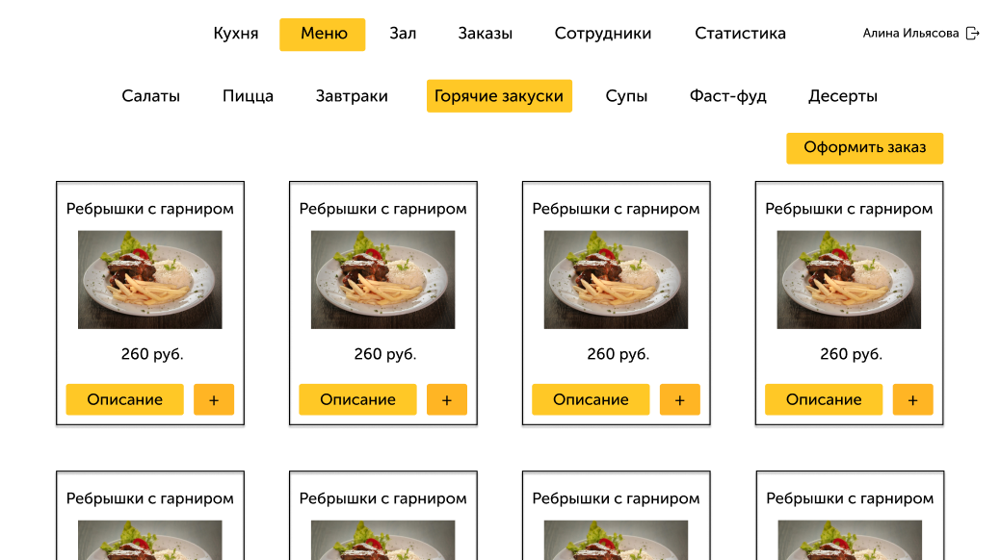 Кухня Меню Зал Заказы Сотрудники Статистика Алина Ильясова
Салаты Пицца Завтраки Горячие закуски Супы Фаст-фуд Десерты
Оформить заказ
Ребрышки с гарниром Ребрышки с гарниром Ребрышки с гарниром Ребрышки с гарниром
260 руб. 260 руб. 260 руб. 260 руб.
Описание + Описание + Описание + Описание +
Ребрышки с гарниром Ребрышки с гарниром Ребрышки с гарниром Ребрышки с гарниром